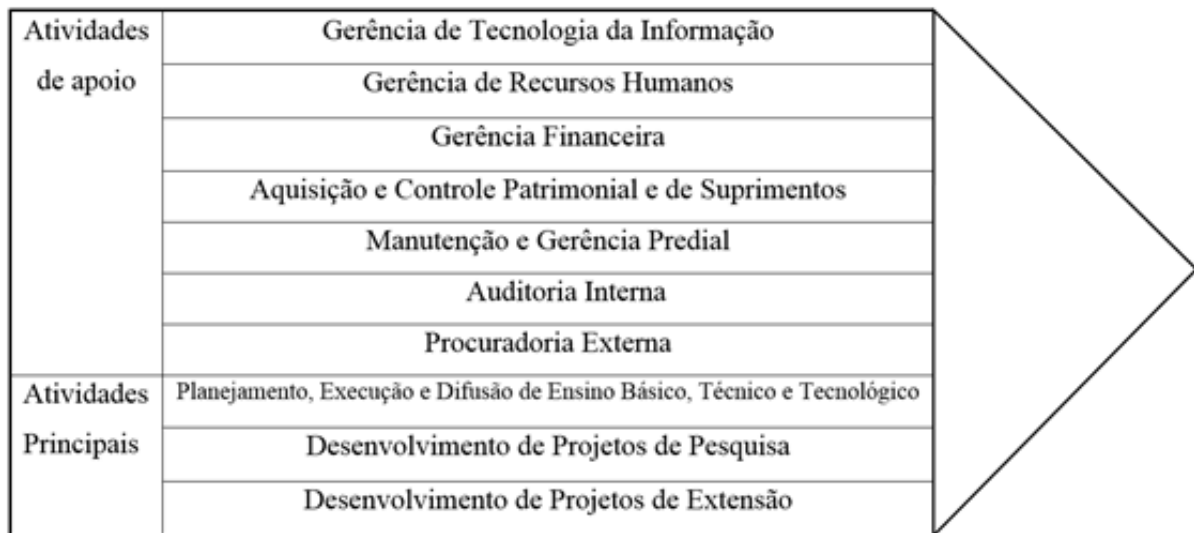 Atividades
de apoio
Gerência de Tecnologia da Informação
Gerência de Recursos Humanos
Gerência Financeira
Aquisição e Controle Patrimonial e de Suprimentos
Manutenção e Gerência Predial
Auditoria Interna
Procuradoria Externa
Atividades
Principais
Planejamento, Execução e Difusão de Ensino Básico, Técnico e Tecnológico
Desenvolvimento de Projetos de Pesquisa
Desenvolvimento de Projetos de Extensão